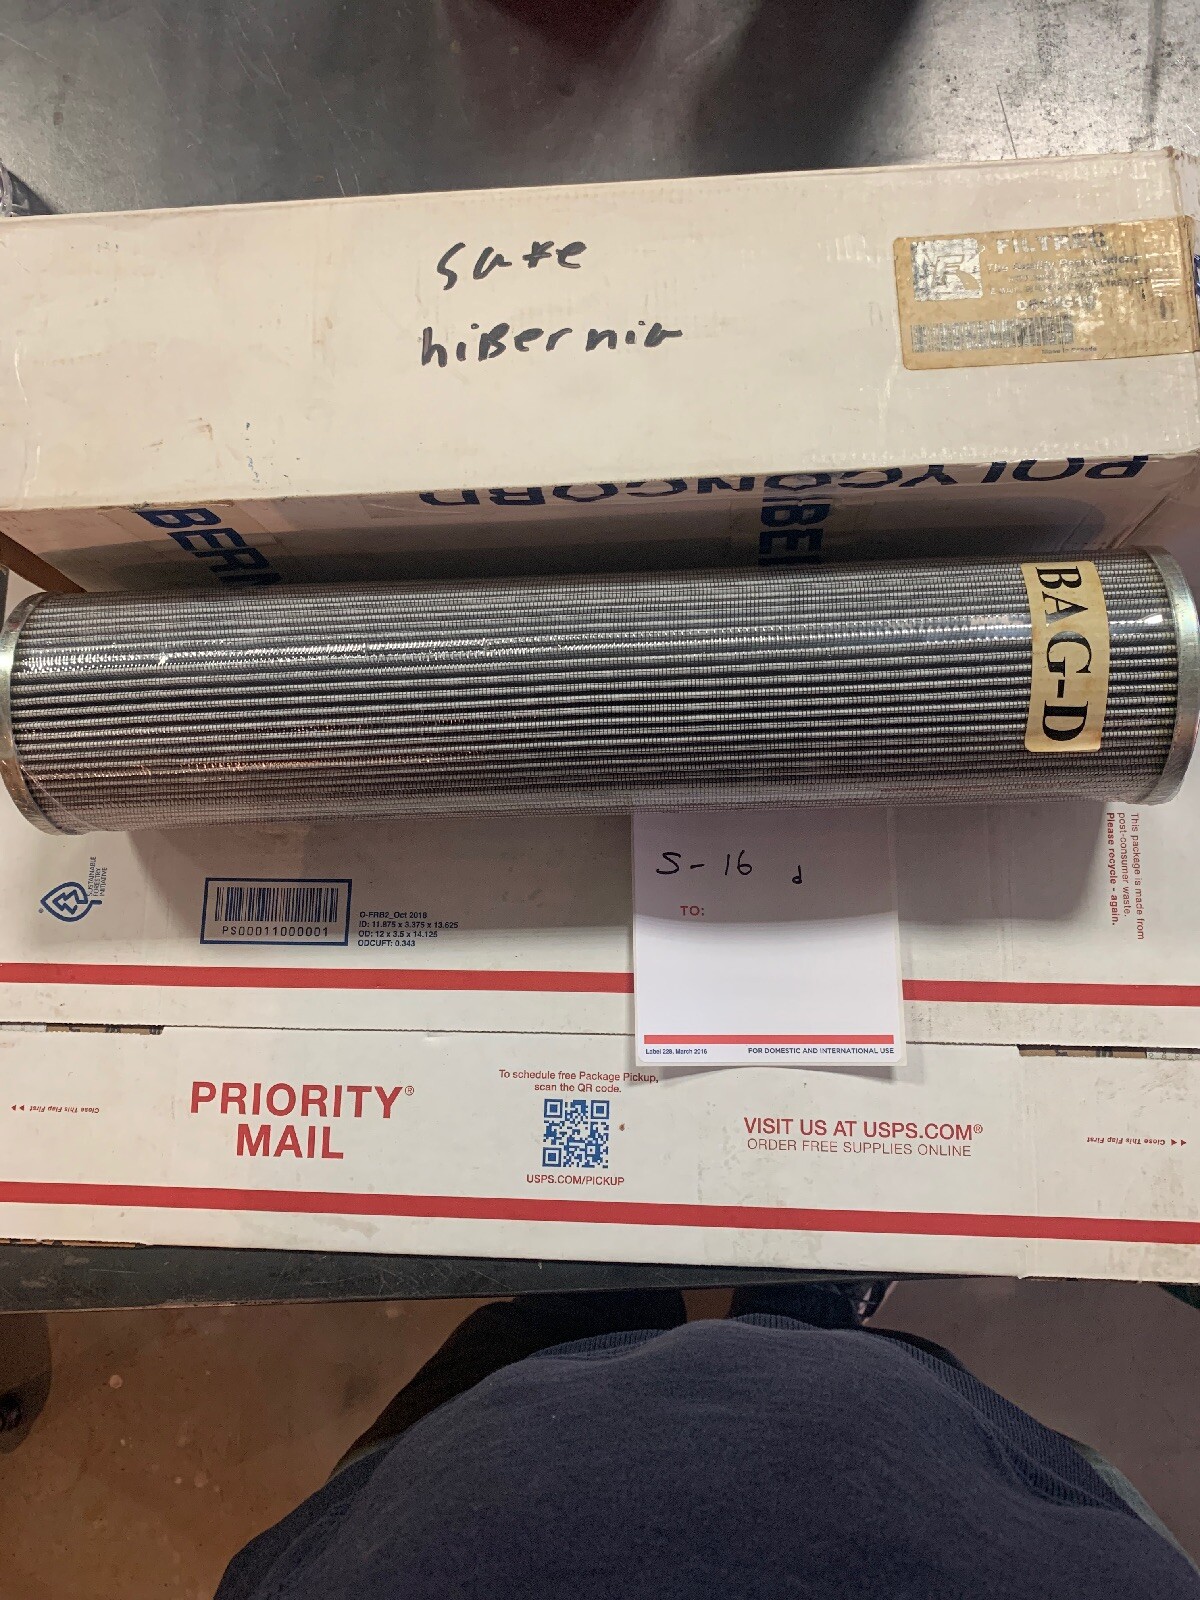 safe
hiBernia
FILTREC
POLYCONCORD
BAG-D
S-16 d
TO:
Label 228, March 2016
FOR DOMESTIC AND INTERNATIONAL USE
SUSTAINABLE
FORESTRY
INITIATIVE
PS00011000001
O-FRB2_Oct 2018
ID: 11.875 x 3.375 x 13.625
OD: 12 x 3.5 x 14.125
ODCUFT: 0.343
This package is made from
post-consumer waste.
Please recycle - again.
Close This Flap First
PRIORITY®
MAIL
To schedule free Package Pickup,
scan the QR code.
USPS.COM/PICKUP
VISIT US AT USPS.COM®
ORDER FREE SUPPLIES ONLINE
Close This Flap First